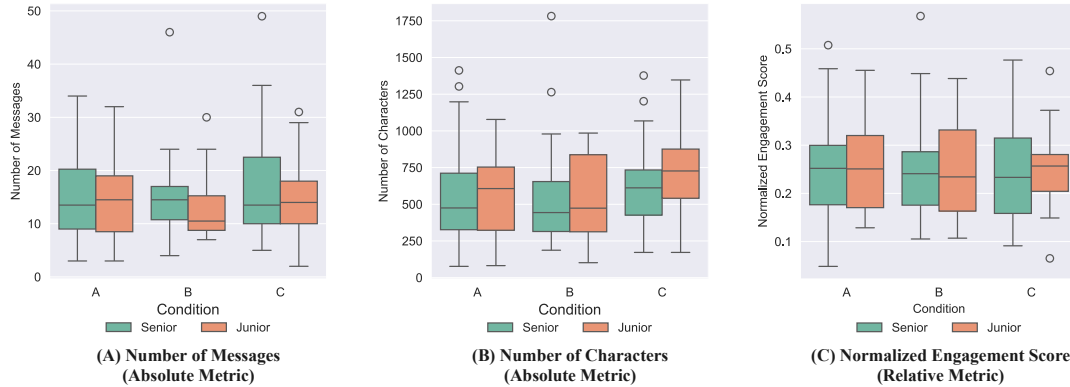 50
40
30
20
10
0
Number of Messages
A
B
C
Condition
Senior
Junior
(A) Number of Messages
(Absolute Metric)
1750
1500
1250
1000
750
500
250
0
Number of Characters
A
B
C
Condition
Senior
Junior
(B) Number of Characters
(Absolute Metric)
0.5
0.4
0.3
0.2
0.1
Normalized Engagement Score
A
B
C
Condition
Senior
Junior
(C) Normalized Engagement Score
(Relative Metric)